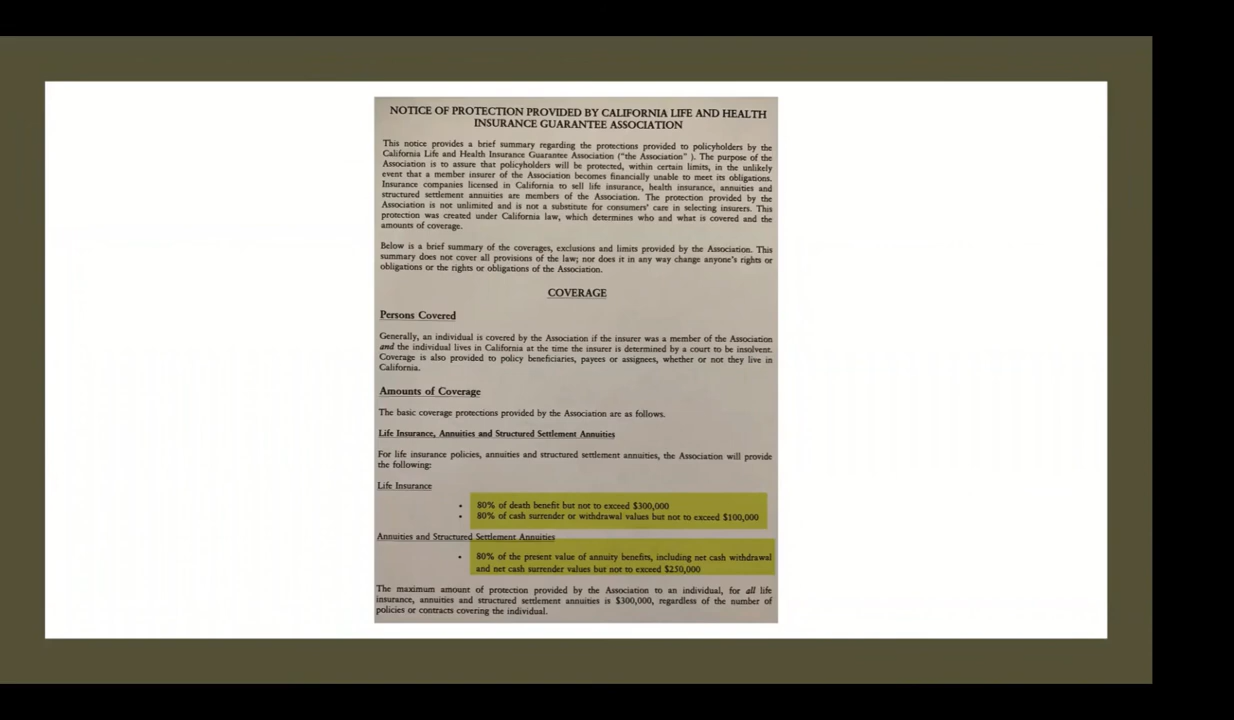 NOTICE OF PROTECTION PROVIDED BY CALIFORNIA LIFE AND HEALTH
INSURANCE GUARANTEE ASSOCIATION
This notice provides a brief summary regarding the protections provided to policyholders by the
California Life and Health Insurance Guarantee Association ("the Association" ). The purpose of the
Association is to assure that policyholders will be protected, within certain limits, in the unlikely
event that a member insurer of the Association becomes financially unable to meet its obligations.
Insurance companies licensed in California to sell life insurance, health insurance, annuities and
structured settlement annuities are members of the Association. The protection provided by the
Association is not unlimited and is not a substitute for consumers' care in selecting insurers. This
protection was created under California law, which determines who and what is covered and the
amounts of coverage.
Below is a brief summary of the coverages, exclusions and limits provided by the Association. This
summary does not cover all provisions of the law; nor does it in any way change anyone's rights or
obligations or the rights or obligations of the Association.
COVERAGE
Persons Covered
Generally, an individual is covered by the Association if the insurer was a member of the Association
and the individual lives in California at the time the insurer is determined by a court to be insolvent.
Coverage is also provided to policy beneficiaries, payees or assignees, whether or not they live in
California.
Amounts of Coverage
The basic coverage protections provided by the Association are as follows.
Life Insurance, Annuities and Structured Settlement Annuities
For life insurance policies, annuities and structured settlement annuities, the Association will provide
the following:
Life Insurance
• 80% of death benefit but not to exceed $300,000
• 80% of cash surrender or withdrawal values but not to exceed $100,000
Annuities and Structured Settlement Annuities
• 80% of the present value of annuity benefits, including net cash withdrawal
and net cash surrender values but not to exceed $250,000
The maximum amount of protection provided by the Association to an individual, for all life
insurance, annuities and structured settlement annuities is $300,000, regardless of the number of
policies or contracts covering the individual.